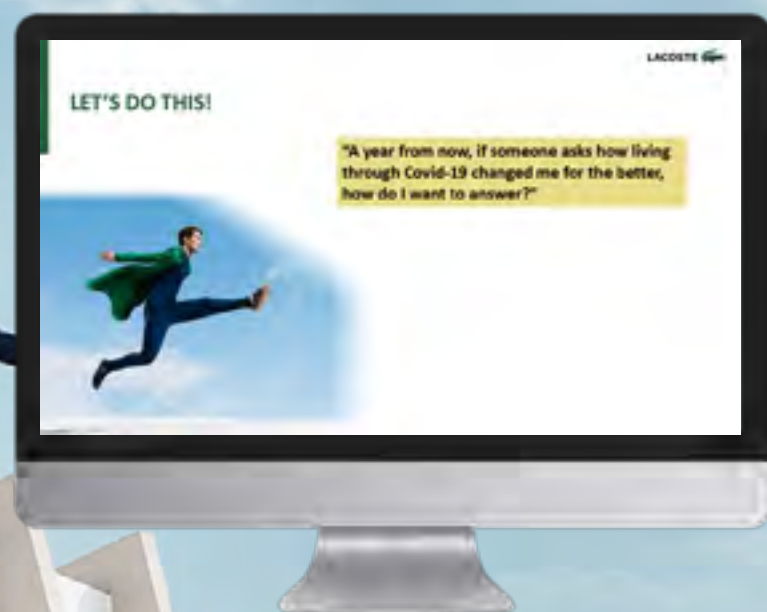 LACOSTE
LET'S DO THIS!
"A year from now, if someone asks how living
through Covid-19 changed me for the better,
how do I want to answer?"